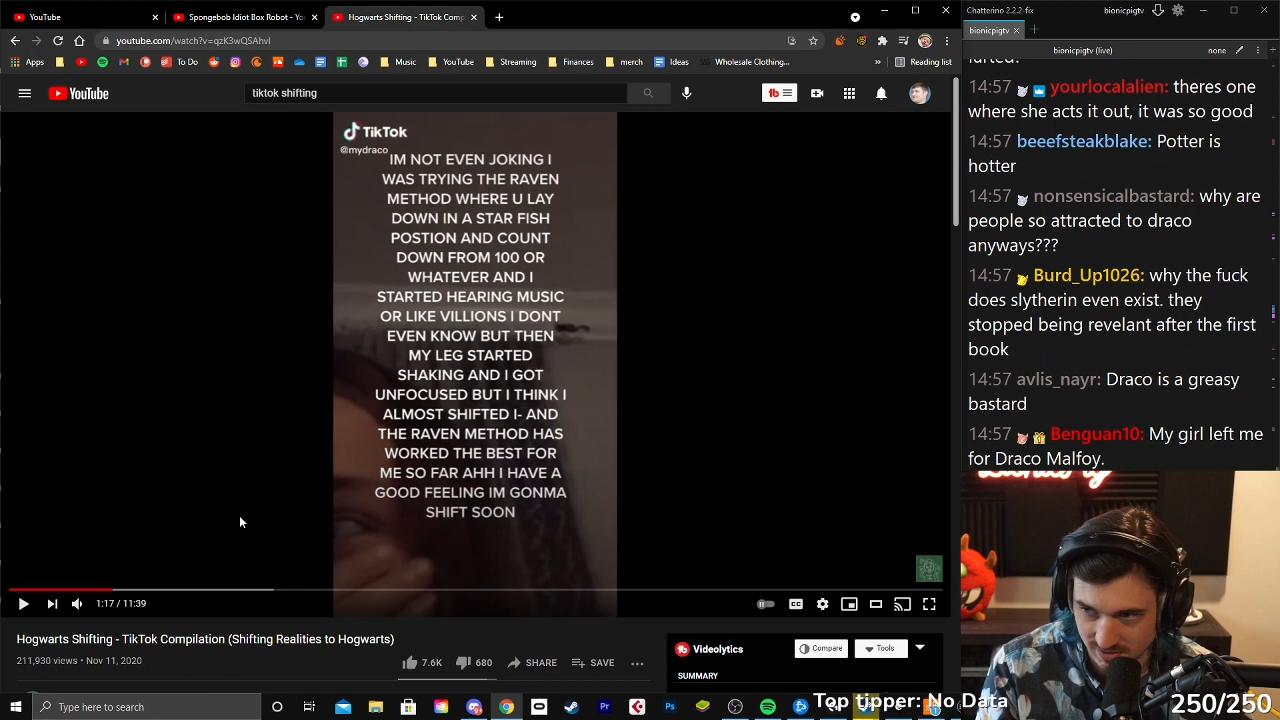 YouTube
Spongebob Idiot Box Robot - Yo
Hogwarts Shifting - TikTok Comp
youtube.com/watch?v=qzK3wQSAhvI
Apps
To Do
Music
YouTube
Streaming
Finances
merch
Ideas
Wholesale Clothing...
Reading list
YouTube
tiktok shifting
TikTok
@mydraco
IM NOT EVEN JOKING I
WAS TRYING THE RAVEN
METHOD WHERE U LAY
DOWN IN A STAR FISH
POSTION AND COUNT
DOWN FROM 100 OR
WHATEVER AND I
STARTED HEARING MUSIC
OR LIKE VILLIONS I DONT
EVEN KNOW BUT THEN
MY LEG STARTED
SHAKING AND I GOT
UNFOCUSED BUT I THINK I
ALMOST SHIFTED I- AND
THE RAVEN METHOD HAS
WORKED THE BEST FOR
ME SO FAR AHH I HAVE A
GOOD FEELING IM GONMA
SHIFT SOON
1:17 / 11:39
Hogwarts Shifting - TikTok Compilation (Shifting Realities to Hogwarts)
211,930 views • Nov 11, 2020
7.6K
680
SHARE
SAVE
Videolytics
Compare
Tools
SUMMARY
Type here to search
Chatterino 2.2.2-fix
bionicpigtv
bionicpigtv
bionicpigtv (live)
none
farted.
14:57 yourlocalalien: theres one
where she acts it out, it was so good
14:57 beeefsteakblake: Potter is
hotter
14:57 nonsensicalbastard: why are
people so attracted to draco
anyways???
14:57 Burd_Up1026: why the fuck
does slytherin even exist. they
stopped being revelant after the first
book
14:57 avlis_nayr: Draco is a greasy
bastard
14:57 Benguan10: My girl left me
for Draco Malfoy.
Top tipper: No Data
250/250